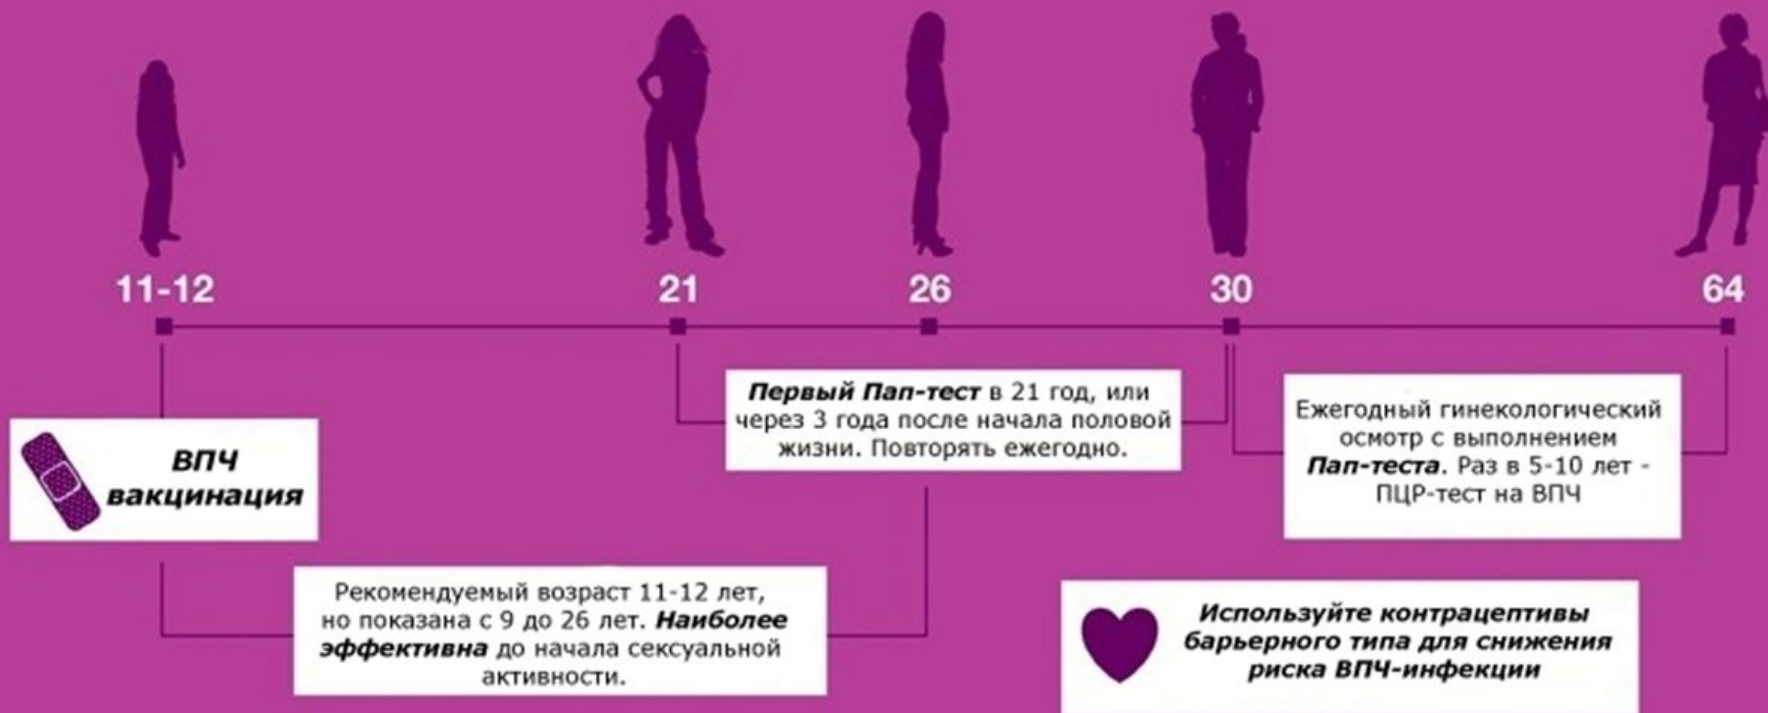 11-12
21
26
30
64
ВПЧ
вакцинация
Рекомендуемый возраст 11-12 лет,
но показана с 9 до 26 лет. Наиболее
эффективна до начала сексуальной
активности.
Первый Пап-тест в 21 год, или
через 3 года после начала половой
жизни. Повторять ежегодно.
Ежегодный гинекологический
осмотр с выполнением
Пап-теста. Раз в 5-10 лет -
ПЦР-тест на ВПЧ
Используйте контрацептивы
барьерного типа для снижения
риска ВПЧ-инфекции